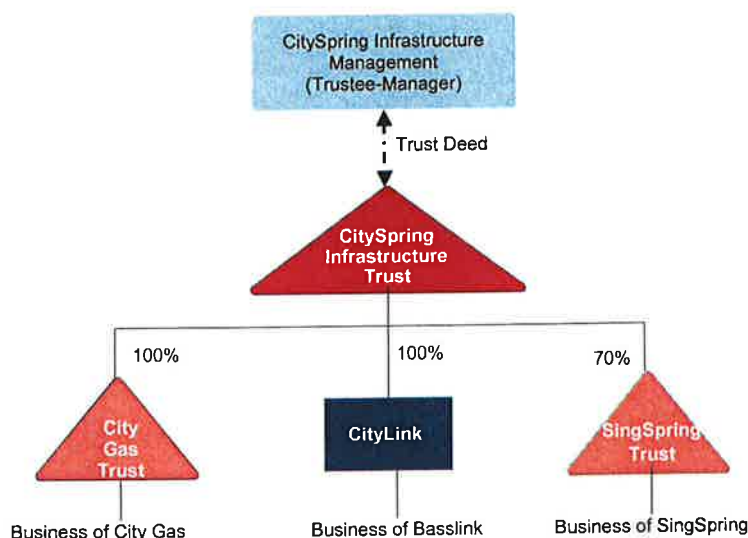 CitySpring Infrastructure
Management
(Trustee-Manager)
Trust Deed
CitySpring
Infrastructure
Trust
100%
100%
70%
City
Gas
Trust
CityLink
SingSpring
Trust
Business of City Gas
Business of Basslink
Business of SingSpring